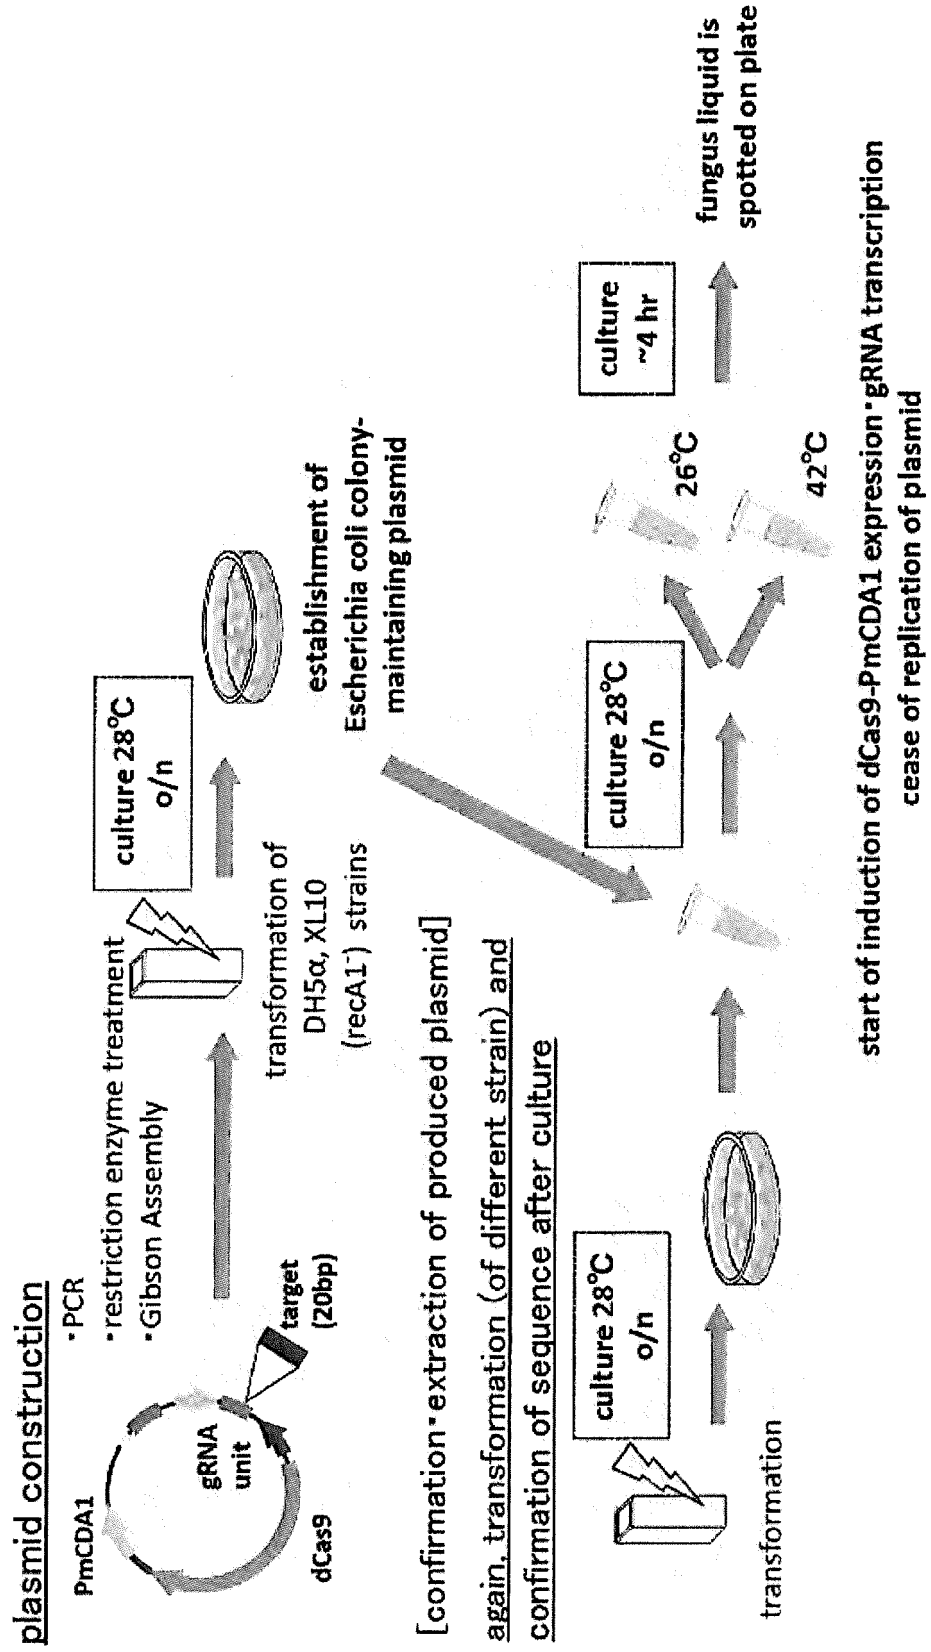 plasmid construction
・PCR
・restriction enzyme treatment
・Gibson Assembly
PmCDA1
gRNA
unit
dCas9
target
(20bp)
transformation of
DH5α, XL10
(recA1⁻) strains
culture 28°C
o/n
establishment of
Escherichia coli colony-
maintaining plasmid
[confirmation・extraction of produced plasmid]
again, transformation (of different strain) and
confirmation of sequence after culture
transformation
culture 28°C
o/n
culture 28°C
o/n
26°C
42°C
culture
~4 hr
fungus liquid is
spotted on plate
start of induction of dCas9-PmCDA1 expression・gRNA transcription
cease of replication of plasmid